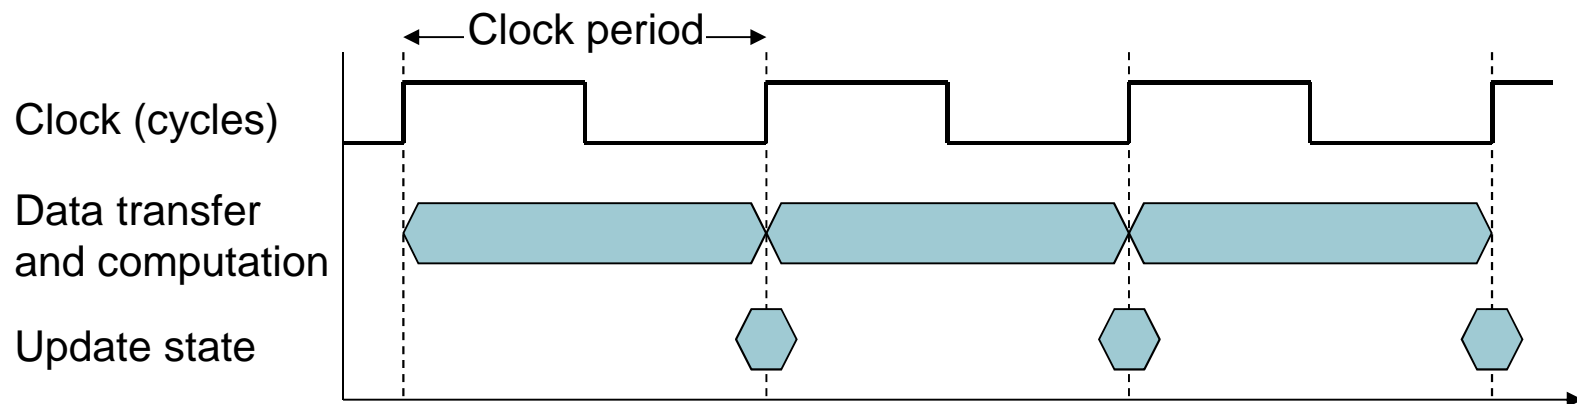 Clock period
Clock (cycles)
Data transfer
and computation
Update state